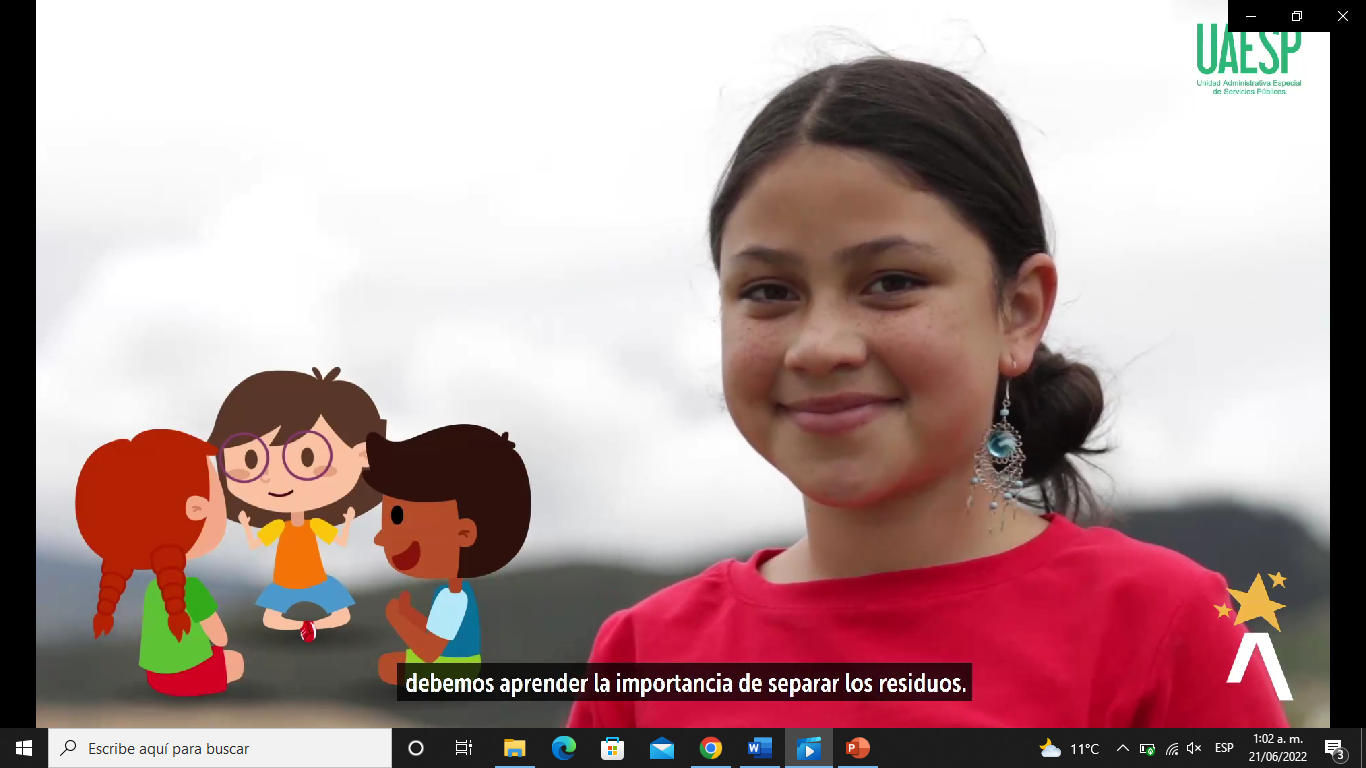 UAESP
Unidad Administrativa Especial
de Servicios Públicos
debemos aprender la importancia de separar los residuos.
Escribe aquí para buscar
11°C
ESP
1:02 a. m.
21/06/2022
3